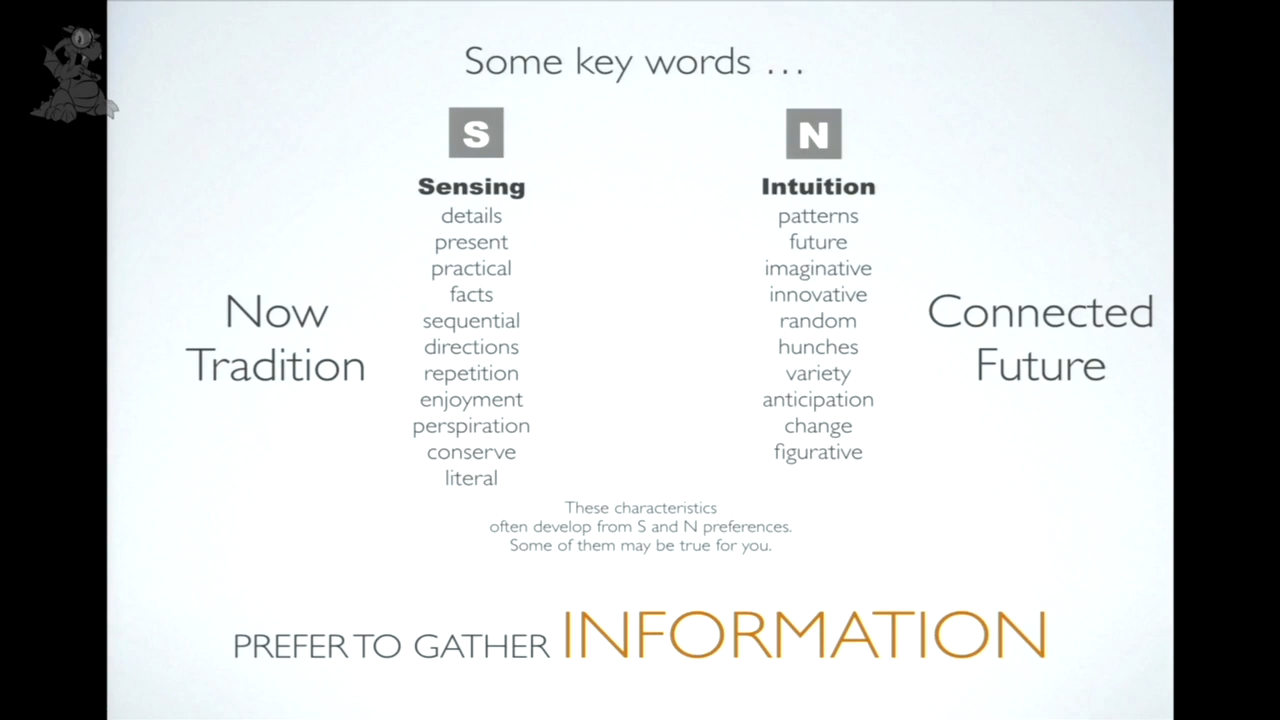 Some key words ...
S
Sensing
details
present
practical
facts
sequential
directions
repetition
enjoyment
perspiration
conserve
literal
N
Intuition
patterns
future
imaginative
innovative
random
hunches
variety
anticipation
change
figurative
Now
Tradition
Connected
Future
These characteristics
often develop from S and N preferences.
Some of them may be true for you.
PREFER TO GATHER INFORMATION